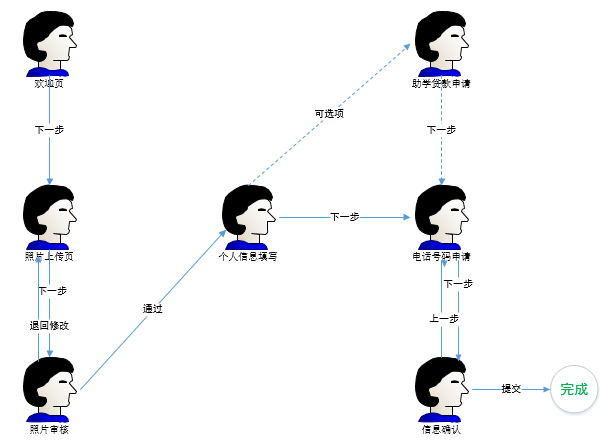 欢迎页
助学贷款申请
可选项
下一步
下一步
照片上传页
个人信息填写
下一步
电话号码申请
下一步
下一步
通过
上一步
退回修改
照片审核
信息确认
提交
完成